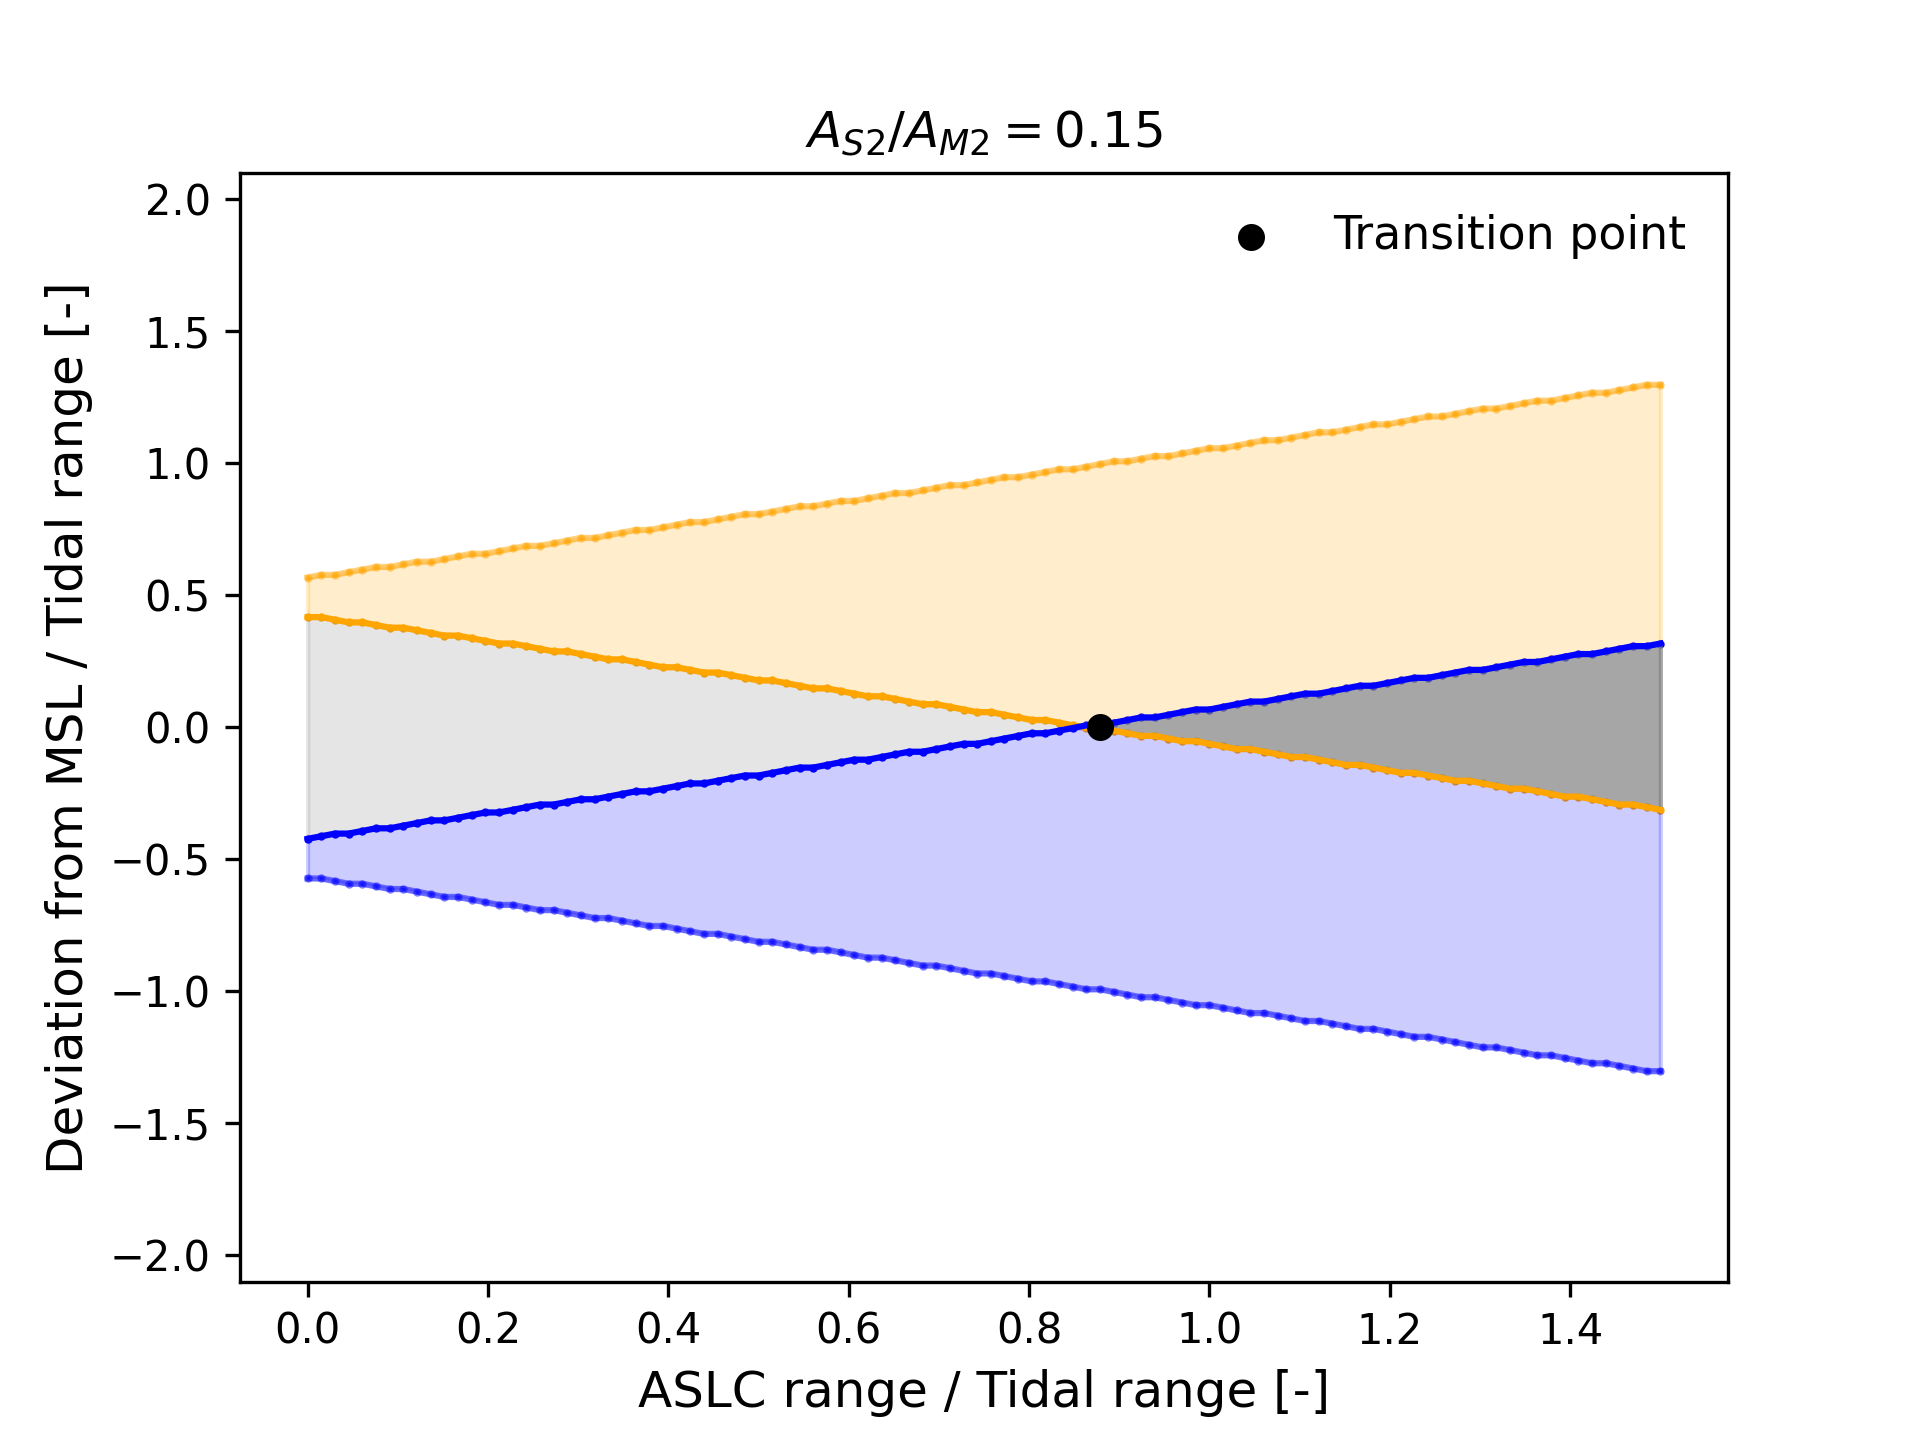 A_{S2}/A_{M2} = 0.15
Transition point
2.0
1.5
1.0
0.5
0.0
−0.5
−1.0
−1.5
−2.0
Deviation from MSL / Tidal range [-]
0.0 0.2 0.4 0.6 0.8 1.0 1.2 1.4
ASLC range / Tidal range [-]